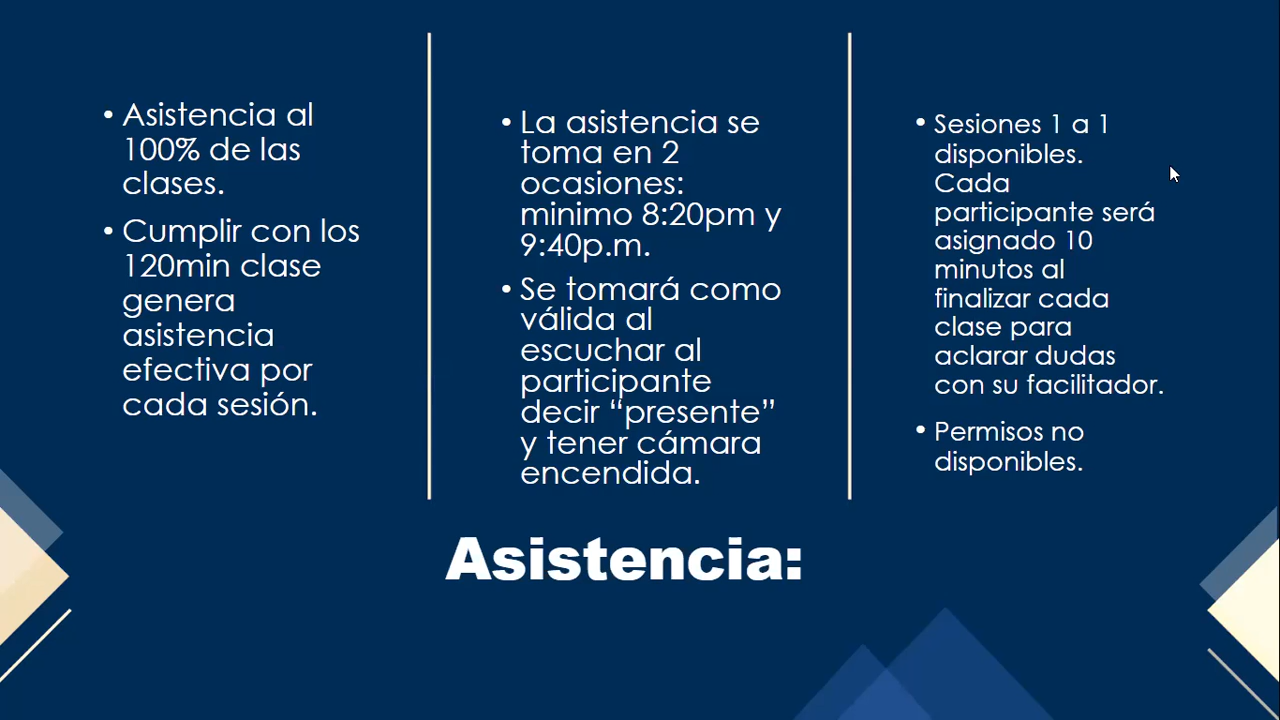 • Asistencia al
100% de las
clases.
• Cumplir con los
120min clase
genera
asistencia
efectiva por
cada sesión.
• La asistencia se
toma en 2
ocasiones:
minimo 8:20pm y
9:40p.m.
• Se tomará como
válida al
escuchar al
participante
decir “presente”
y tener cámara
encendida.
• Sesiones 1 a 1
disponibles.
Cada
participante será
asignado 10
minutos al
finalizar cada
clase para
aclarar dudas
con su facilitador.
• Permisos no
disponibles.
Asistencia: